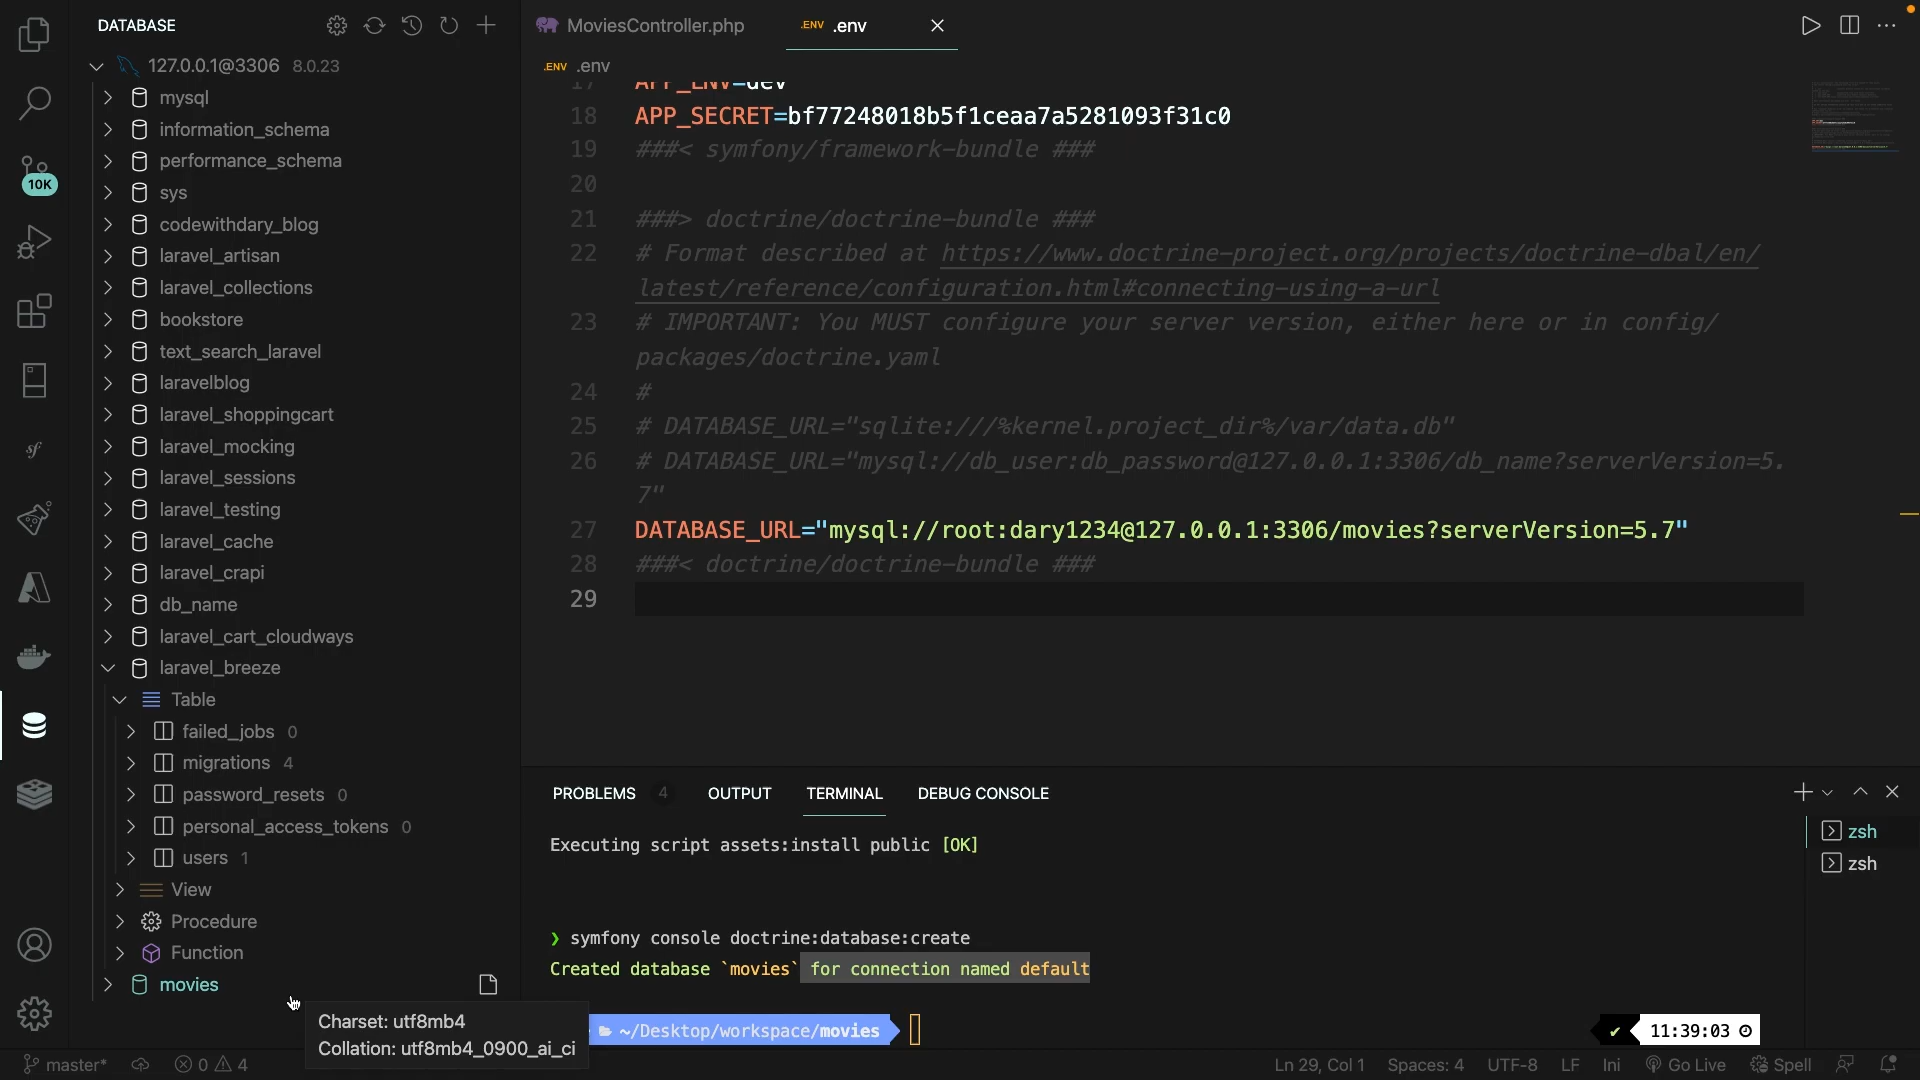 DATABASE
127.0.0.1@3306 8.0.23
mysql
information_schema
performance_schema
sys
codewithdary_blog
laravel_artisan
laravel_collections
bookstore
text_search_laravel
laravelblog
laravel_shoppingcart
laravel_mocking
laravel_sessions
laravel_testing
laravel_cache
laravel_crapi
db_name
laravel_cart_cloudways
laravel_breeze
Table
failed_jobs 0
migrations 4
password_resets 0
personal_access_tokens 0
users 1
View
Procedure
Function
movies
Charset: utf8mb4
Collation: utf8mb4_0900_ai_ci
10K
sf
MoviesController.php
.ENV .env
.ENV .env
17 APP_ENV=dev
18 APP_SECRET=bf77248018b5f1ceaa7a5281093f31c0
19 ###< symfony/framework-bundle ###
20
21 ###> doctrine/doctrine-bundle ###
22 # Format described at https://www.doctrine-project.org/projects/doctrine-dbal/en/
latest/reference/configuration.html#connecting-using-a-url
23 # IMPORTANT: You MUST configure your server version, either here or in config/
packages/doctrine.yaml
24 #
25 # DATABASE_URL="sqlite:///%kernel.project_dir%/var/data.db"
26 # DATABASE_URL="mysql://db_user:db_password@127.0.0.1:3306/db_name?serverVersion=5.
7"
27 DATABASE_URL="mysql://root:dary1234@127.0.0.1:3306/movies?serverVersion=5.7"
28 ###< doctrine/doctrine-bundle ###
29
PROBLEMS 4 OUTPUT TERMINAL DEBUG CONSOLE
Executing script assets:install public [OK]
❯ symfony console doctrine:database:create
Created database `movies` for connection named default
~/Desktop/workspace/movies
✔ 11:39:03
zsh
zsh
master* 0 4
Ln 29, Col 1 Spaces: 4 UTF-8 LF Ini Go Live Spell